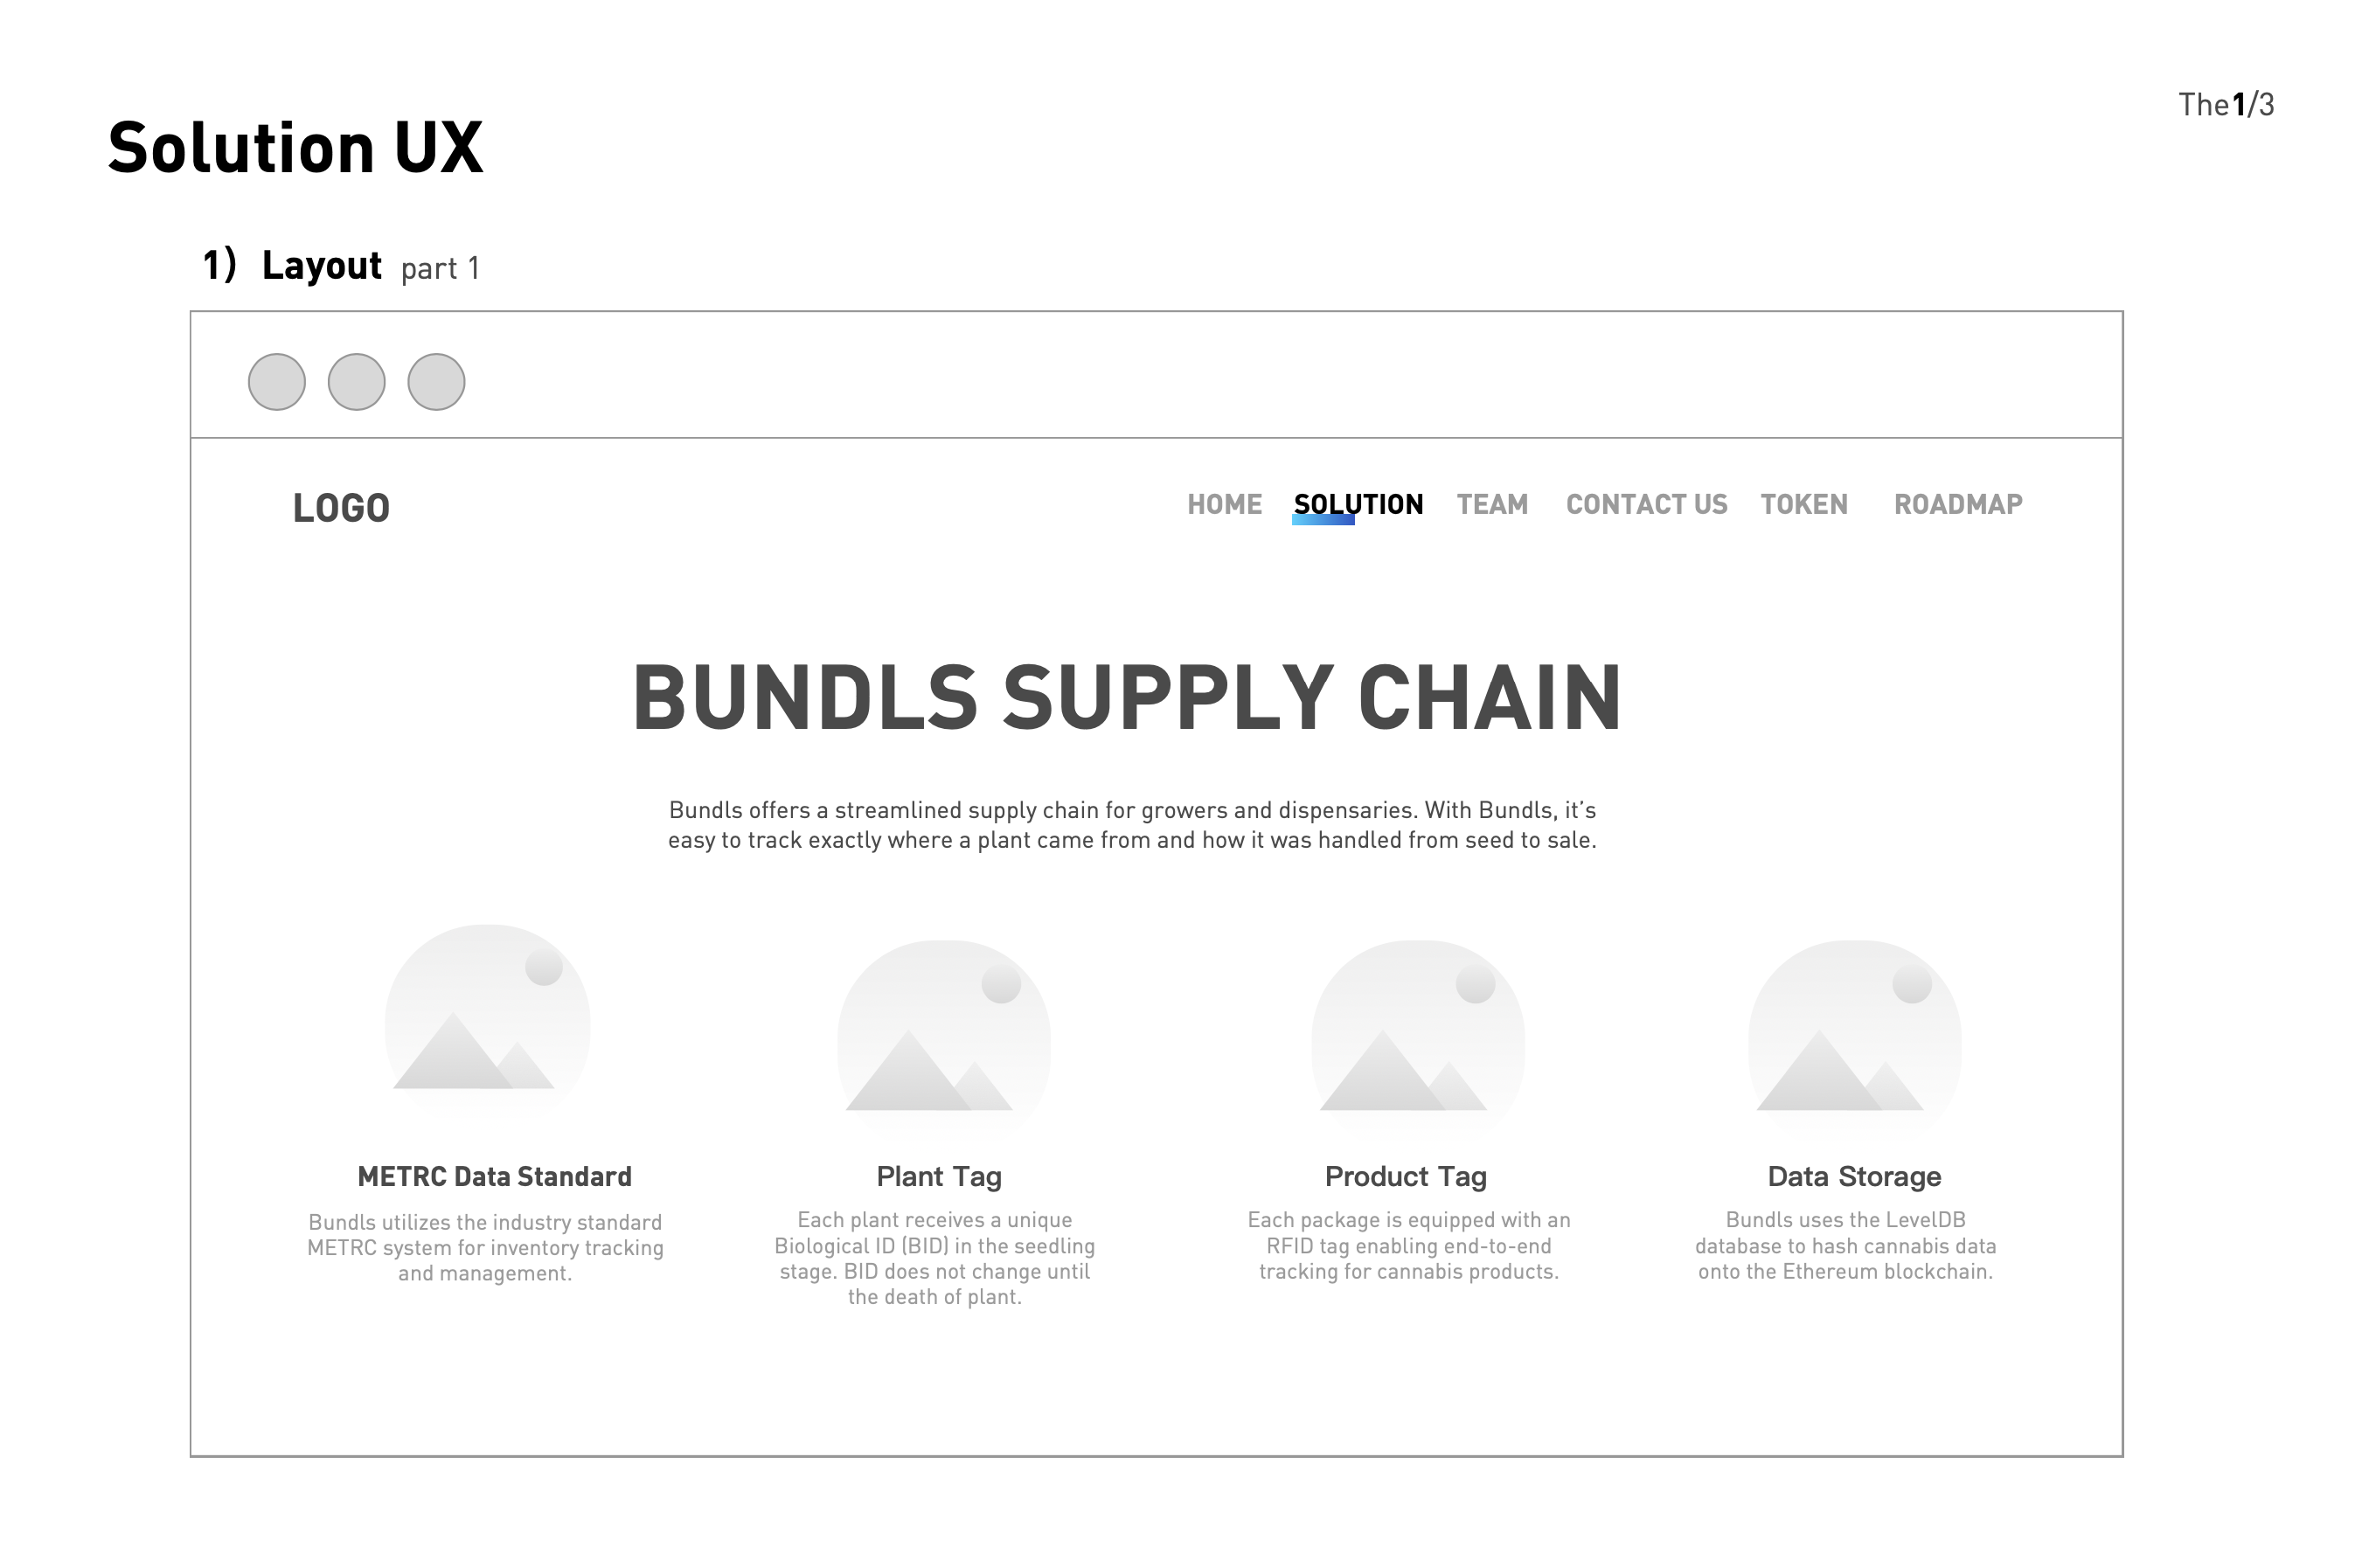 The1/3
Solution UX
1) Layout part 1
LOGO
HOME SOLUTION TEAM CONTACT US TOKEN ROADMAP
BUNDLS SUPPLY CHAIN
Bundls offers a streamlined supply chain for growers and dispensaries. With Bundls, it’s
easy to track exactly where a plant came from and how it was handled from seed to sale.
METRC Data Standard
Bundls utilizes the industry standard
METRC system for inventory tracking
and management.
Plant Tag
Each plant receives a unique
Biological ID (BID) in the seedling
stage. BID does not change until
the death of plant.
Product Tag
Each package is equipped with an
RFID tag enabling end-to-end
tracking for cannabis products.
Data Storage
Bundls uses the LevelDB
database to hash cannabis data
onto the Ethereum blockchain.